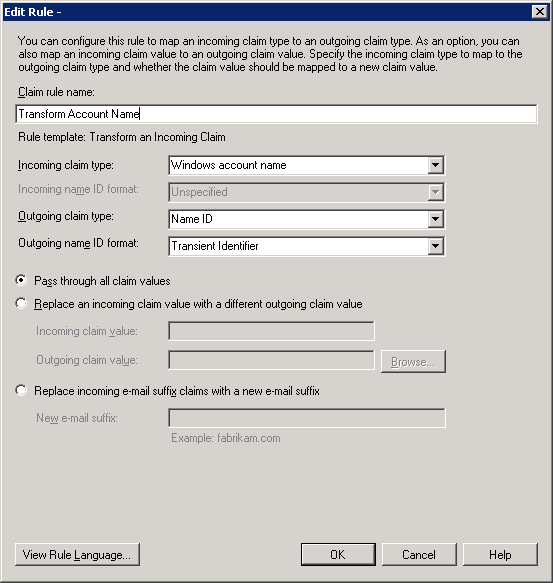 Edit Rule -
You can configure this rule to map an incoming claim type to an outgoing claim type. As an option, you can
also map an incoming claim value to an outgoing claim value. Specify the incoming claim type to map to the
outgoing claim type and whether the claim value should be mapped to a new claim value.
Claim rule name:
Transform Account Name
Rule template: Transform an Incoming Claim
Incoming claim type: Windows account name
Incoming name ID format: Unspecified
Outgoing claim type: Name ID
Outgoing name ID format: Transient Identifier
Pass through all claim values
Replace an incoming claim value with a different outgoing claim value
Incoming claim value:
Outgoing claim value: Browse...
Replace incoming e-mail suffix claims with a new e-mail suffix
New e-mail suffix:
Example: fabrikam.com
View Rule Language... OK Cancel Help